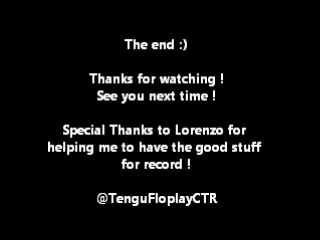 The end :)
Thanks for watching !
See you next time !
Special Thanks to Lorenzo for
helping me to have the good stuff
for record !
@TenguFloplayCTR